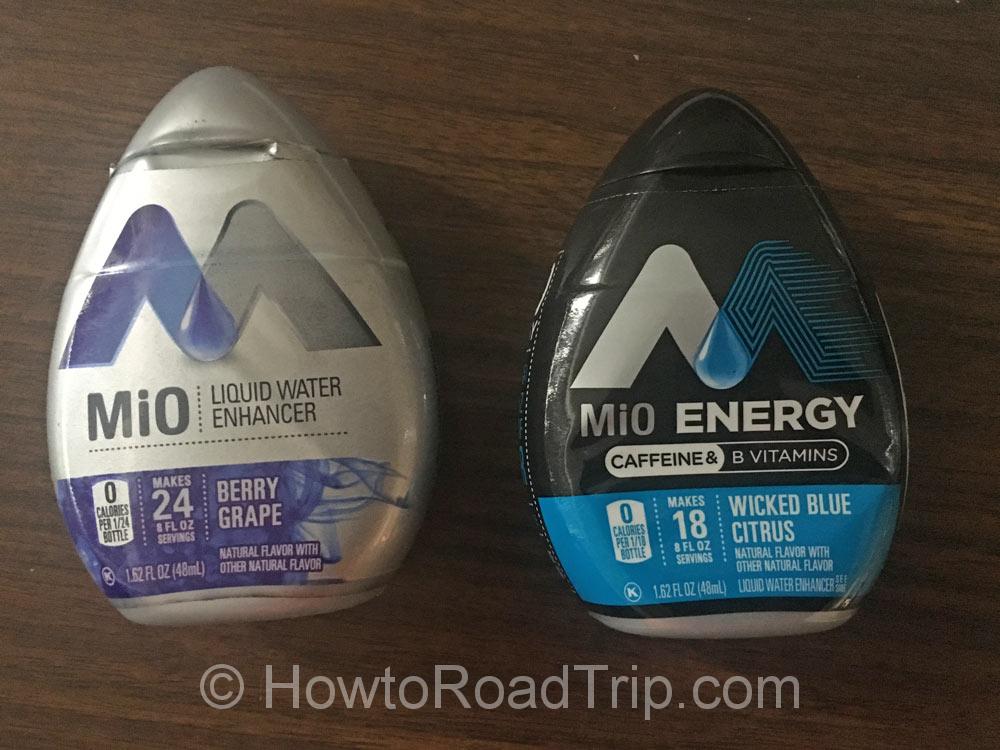 MiO
LIQUID WATER
ENHANCER
0
CALORIES
PER 1/24
BOTTLE
MAKES
24
8 FL OZ
SERVINGS
BERRY
GRAPE
NATURAL FLAVOR WITH
OTHER NATURAL FLAVOR
K
1.62 FL OZ (48mL)
MiO ENERGY
CAFFEINE & B VITAMINS
0
CALORIES
PER 1/18
BOTTLE
MAKES
18
8 FL OZ
SERVINGS
WICKED BLUE
CITRUS
NATURAL FLAVOR WITH
OTHER NATURAL FLAVOR
K
1.62 FL OZ (48mL)
LIQUID WATER ENHANCER
SEE
SIDE
© HowtoRoadTrip.com